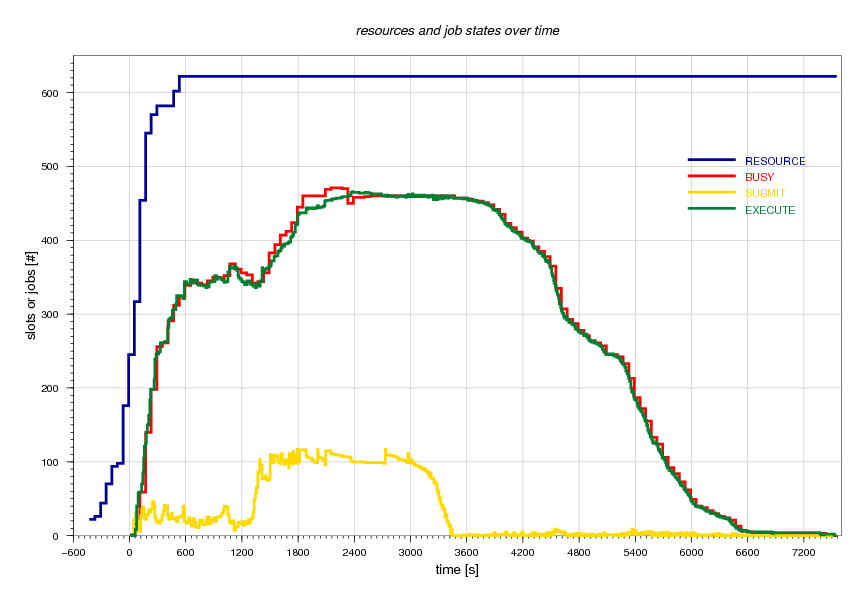 resources and job states over time
slots or jobs [#]
600
500
400
300
200
100
0
RESOURCE
BUSY
SUBMIT
EXECUTE
−600 0 600 1200 1800 2400 3000 3600 4200 4800 5400 6000 6600 7200
time [s]